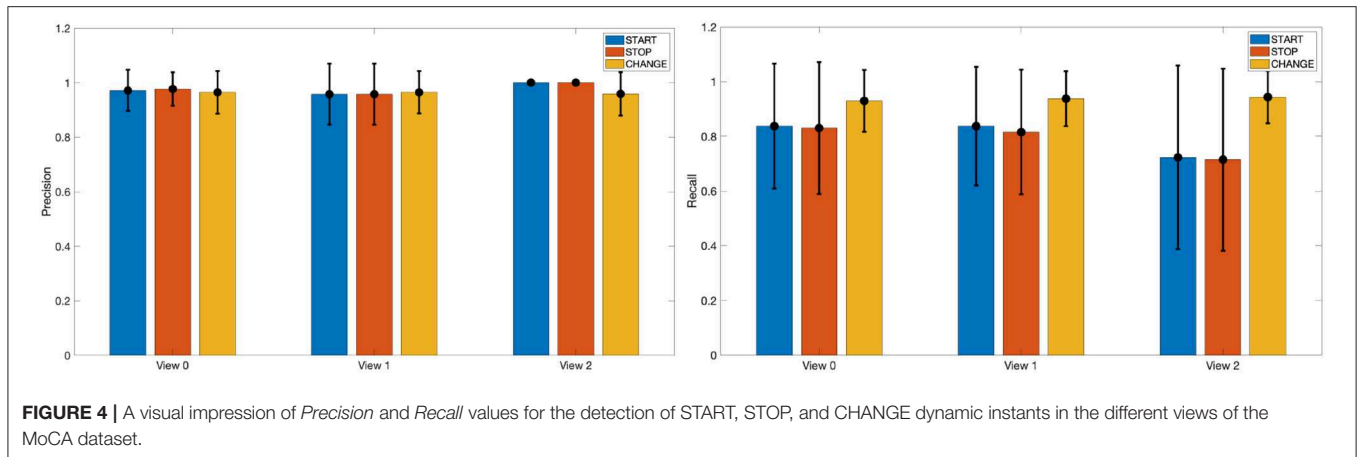 1.2
1
0.8
0.6
0.4
0.2
0
Precision
View 0
View 1
View 2
START
STOP
CHANGE
1.2
1
0.8
0.6
0.4
0.2
0
Recall
View 0
View 1
View 2
START
STOP
CHANGE
FIGURE 4 | A visual impression of Precision and Recall values for the detection of START, STOP, and CHANGE dynamic instants in the different views of the
MoCA dataset.